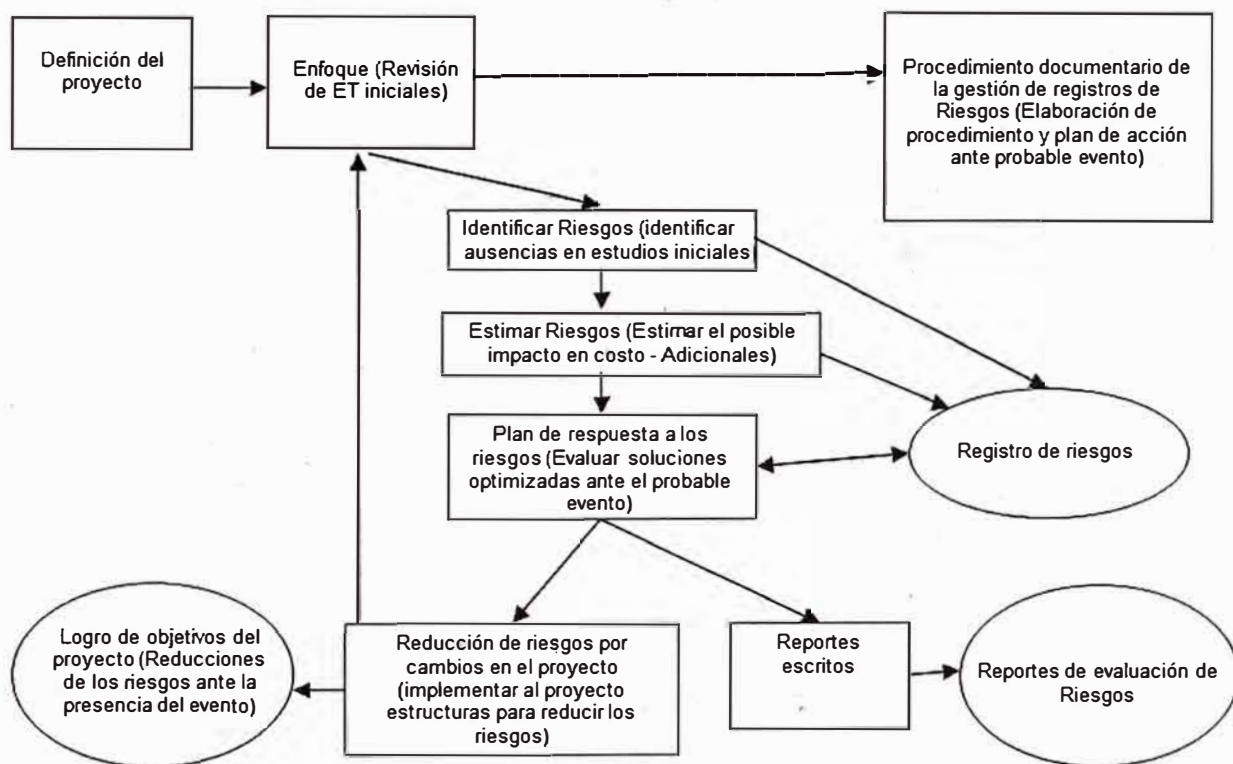 Definición del
proyecto
Enfoque (Revisión
de ET iniciales)
Procedimiento documentario de
la gestión de registros de
Riesgos (Elaboración de
procedimiento y plan de acción
ante probable evento)
Identificar Riesgos (identificar
ausencias en estudios iniciales
Estimar Riesgos (Estimar el posible
impacto en costo - Adicionales)
Plan de respuesta a los
riesgos (Evaluar soluciones
optimizadas ante el probable
evento)
Registro de riesgos
Logro de objetivos del
proyecto (Reducciones
de los riesgos ante la
presencia del evento)
Reducción de riesgos por
cambios en el proyecto
(implementar al proyecto
estructuras para reducir los
riesgos)
Reportes
escritos
Reportes de evaluación de
Riesgos